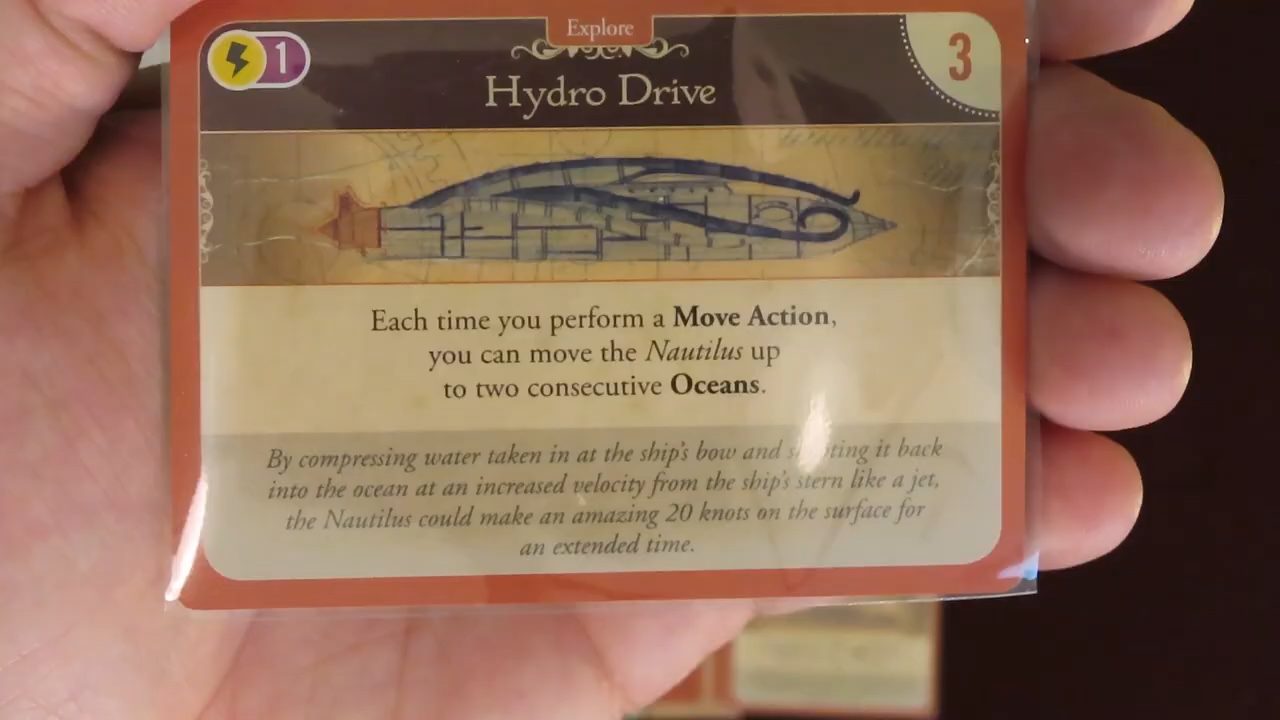 Explore
1
3
Hydro Drive
Each time you perform a Move Action,
you can move the Nautilus up
to two consecutive Oceans.
By compressing water taken in at the ship's bow and it back
into the ocean at an increased velocity from the ship's stern like a jet,
the Nautilus could make an amazing 20 knots on the surface for
an extended time.